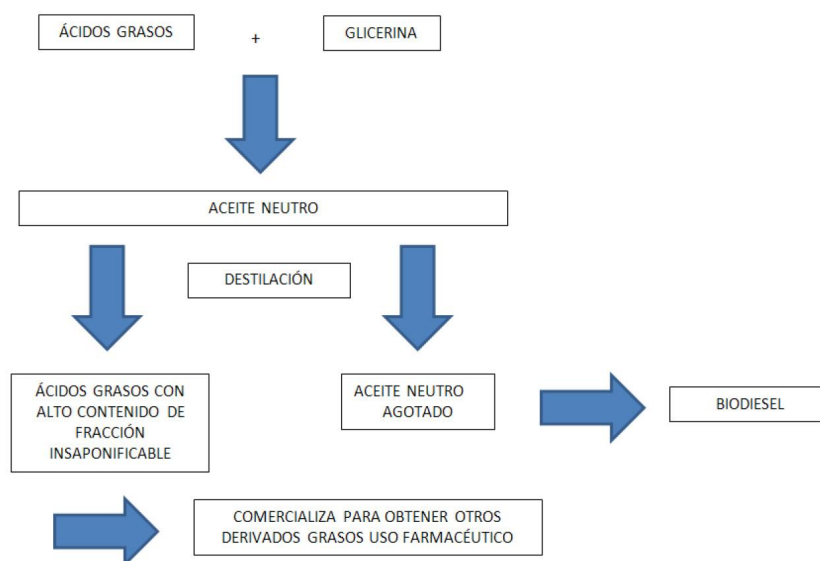 ÁCIDOS GRASOS
+
GLICERINA
ACEITE NEUTRO
DESTILACIÓN
ÁCIDOS GRASOS CON
ALTO CONTENIDO DE
FRACCIÓN
INSAPONIFICABLE
ACEITE NEUTRO
AGOTADO
BIODIESEL
COMERCIALIZA PARA OBTENER OTROS
DERIVADOS GRASOS USO FARMACÉUTICO